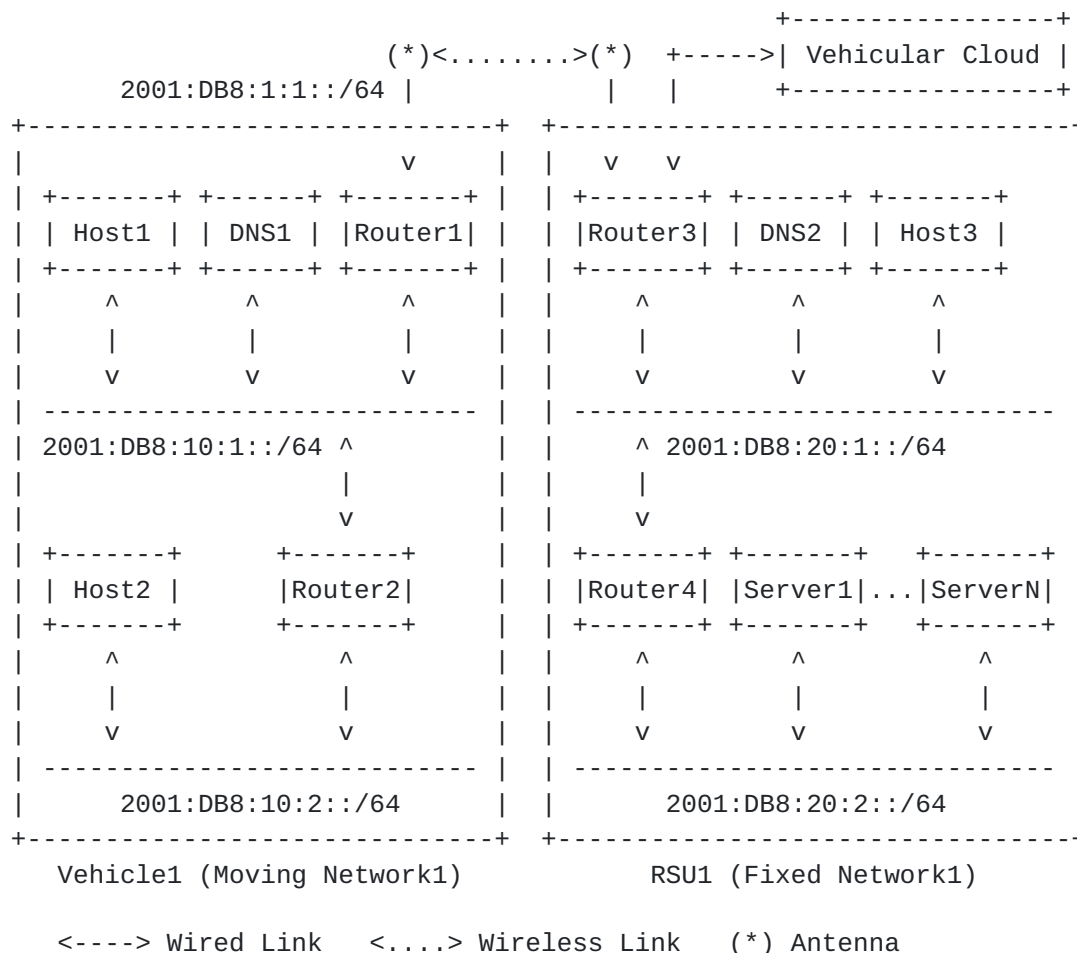 +-----------------+
                        (*)<........>(*)  +----->| Vehicular Cloud |
       2001:DB8:1:1::/64 |            |   |      +-----------------+
+------------------------------+  +---------------------------------+
|                        v     |  |   v   v
| +-------+ +------+ +-------+ |  | +-------+ +------+ +-------+
| | Host1 | | DNS1 | |Router1| |  | |Router3| | DNS2 | | Host3 |
| +-------+ +------+ +-------+ |  | +-------+ +------+ +-------+
|     ^        ^         ^     |  |     ^         ^        ^
|     |        |         |     |  |     |         |        |
|     v        v         v     |  |     v         v        v
| ---------------------------- |  | -------------------------------
| 2001:DB8:10:1::/64 ^         |  |     ^ 2001:DB8:20:1::/64
|                    |         |  |     |
|                    v         |  |     v
| +-------+      +-------+     |  | +-------+ +-------+   +-------+
| | Host2 |      |Router2|     |  | |Router4| |Server1|...|ServerN|
| +-------+      +-------+     |  | +-------+ +-------+   +-------+
|     ^              ^         |  |     ^         ^           ^
|     |              |         |  |     |         |           |
|     v              v         |  |     v         v           v
| ---------------------------- |  | -------------------------------
|      2001:DB8:10:2::/64      |  |       2001:DB8:20:2::/64
+------------------------------+  +---------------------------------+
   Vehicle1 (Moving Network1)            RSU1 (Fixed Network1)

   <----> Wired Link   <....> Wireless Link   (*) Antenna